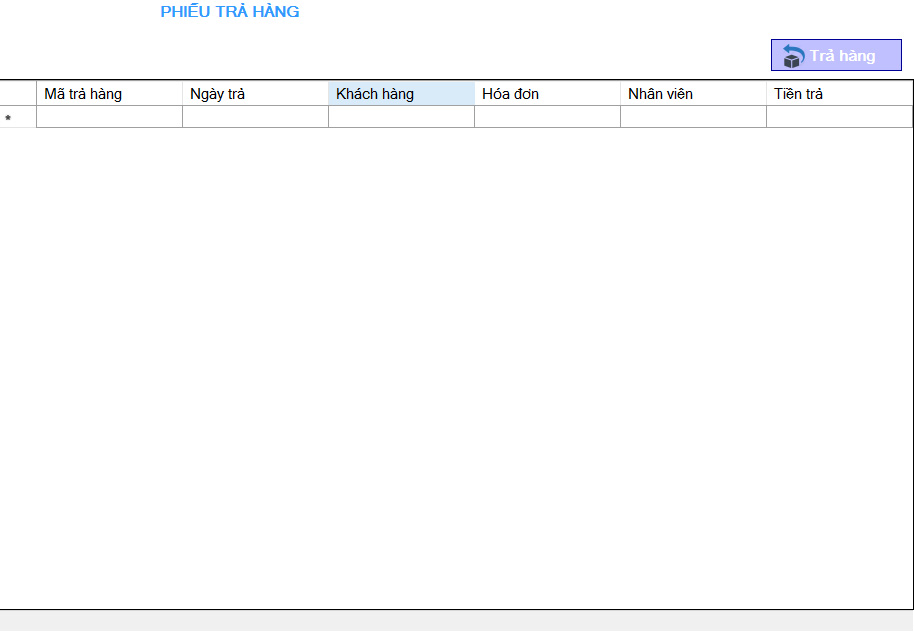 PHIẾU TRẢ HÀNG
Trả hàng
Mã trả hàng Ngày trả Khách hàng Hóa đơn Nhân viên Tiền trả
*